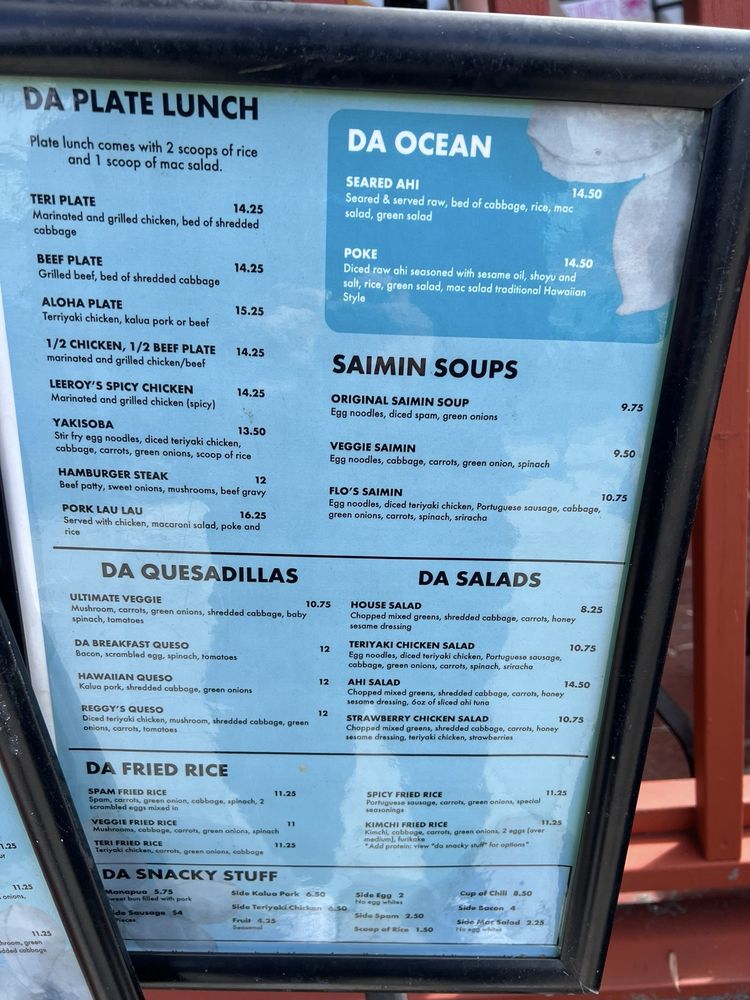 DA PLATE LUNCH
Plate lunch comes with 2 scoops of rice
and 1 scoop of mac salad.
TERI PLATE 14.25
Marinated and grilled chicken, bed of shredded
cabbage
BEEF PLATE 14.25
Grilled beef, bed of shredded cabbage
ALOHA PLATE 15.25
Terriyaki chicken, kalua pork or beef
1/2 CHICKEN, 1/2 BEEF PLATE 14.25
marinated and grilled chicken/beef
LEEROY'S SPICY CHICKEN 14.25
Marinated and grilled chicken (spicy)
YAKISOBA 13.50
Stir fry egg noodles, diced teriyaki chicken,
cabbage, carrots, green onions, scoop of rice
HAMBURGER STEAK 12
Beef patty, sweet onions, mushrooms, beef gravy
PORK LAU LAU 16.25
Served with chicken, macaroni salad, poke and
rice
DA OCEAN
SEARED AHI 14.50
Seared & served raw, bed of cabbage, rice, mac
salad, green salad
POKE 14.50
Diced raw ahi seasoned with sesame oil, shoyu and
salt, rice, green salad, mac salad traditional Hawaiian
Style
SAIMIN SOUPS
ORIGINAL SAIMIN SOUP 9.75
Egg noodles, diced spam, green onions
VEGGIE SAIMIN 9.50
Egg noodles, cabbage, carrots, green onion, spinach
FLO'S SAIMIN 10.75
Egg noodles, diced teriyaki chicken, Portuguese sausage, cabbage,
green onions, carrots, spinach, sriracha
DA QUESADILLAS
ULTIMATE VEGGIE 10.75
Mushroom, carrots, green onions, shredded cabbage, baby
spinach, tomatoes
DA BREAKFAST QUESO 12
Bacon, scrambled egg, spinach, tomatoes
HAWAIIAN QUESO 12
Kalua pork, shredded cabbage, green onions
REGGY'S QUESO 12
Diced teriyaki chicken, mushroom, shredded cabbage, green
onions, carrots, tomatoes
DA SALADS
HOUSE SALAD 8.25
Chopped mixed greens, shredded cabbage, carrots, honey
sesame dressing
TERIYAKI CHICKEN SALAD 10.75
Egg noodles, diced teriyaki chicken, Portuguese sausage,
cabbage, green onions, carrots, spinach, sriracha
AHI SALAD 14.50
Chopped mixed greens, shredded cabbage, carrots, honey
sesame dressing, 6oz of sliced ahi tuna
STRAWBERRY CHICKEN SALAD 10.75
Chopped mixed greens, shredded cabbage, carrots, honey
sesame dressing, teriyaki chicken, strawberries
DA FRIED RICE
SPAM FRIED RICE 11.25
Spam, carrots, green onion, cabbage, spinach, 2
scrambled eggs mixed in
VEGGIE FRIED RICE 11
Mushrooms, cabbage, carrots, green onions, spinach
TERI FRIED RICE 11.25
Teriyaki chicken, carrots, green onions, cabbage
SPICY FRIED RICE 11.25
Portuguese sausage, carrots, green onions, special
seasonings
KIMCHI FRIED RICE 11.25
Kimchi, cabbage, carrots, green onions, 2 eggs (over
medium), furikake
*Add protein: view "da snacky stuff" for options*
DA SNACKY STUFF
Manapua 5.75
sweet bun filled with pork
Side Sausage $4
Pieces
Side Kalua Pork 6.50
Side Teriyaki Chicken 6.50
Fruit 4.25
Seasonal
Side Egg 2
No egg whites
Side Spam 2.50
Scoop of Rice 1.50
Cup of Chili 8.50
Side Bacon 4
Side Mac Salad 2.25
No egg whites
1.25
11.25
onions,
11.25
green
cabbage